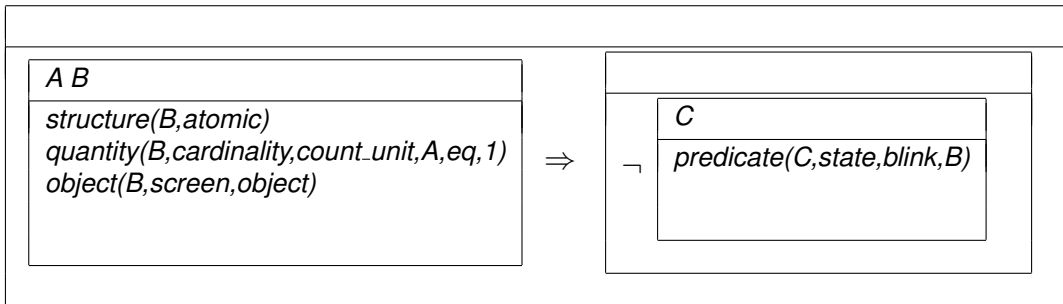 A B
structure(B,atomic)
quantity(B,cardinality,count_unit,A,eq,1)
object(B,screen,object)
⇒
¬
C
predicate(C,state,blink,B)